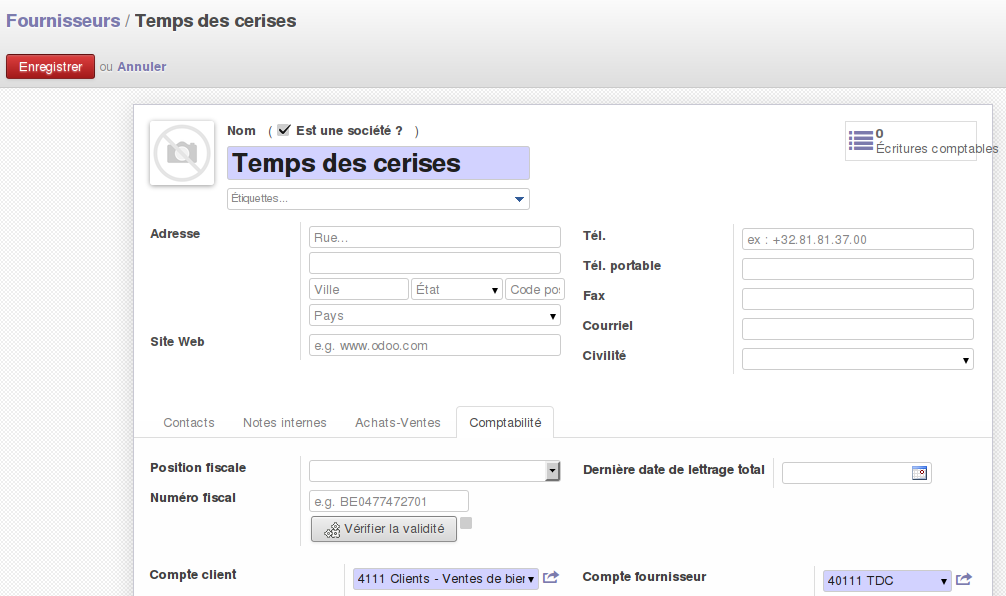 Fournisseurs / Temps des cerises
Enregistrer ou Annuler
Nom ( Est une société ? )
0
Écritures comptables
Temps des cerises
Étiquettes...
Adresse
Rue...
Tél.
ex : +32.81.81.37.00
Tél. portable
Ville État Code pos
Fax
Pays
Courriel
Site Web
e.g. www.odoo.com
Civilité
Contacts Notes internes Achats-Ventes Comptabilité
Position fiscale
Dernière date de lettrage total
Numéro fiscal
e.g. BE0477472701
Vérifier la validité
Compte client
4111 Clients - Ventes de bien
Compte fournisseur
40111 TDC